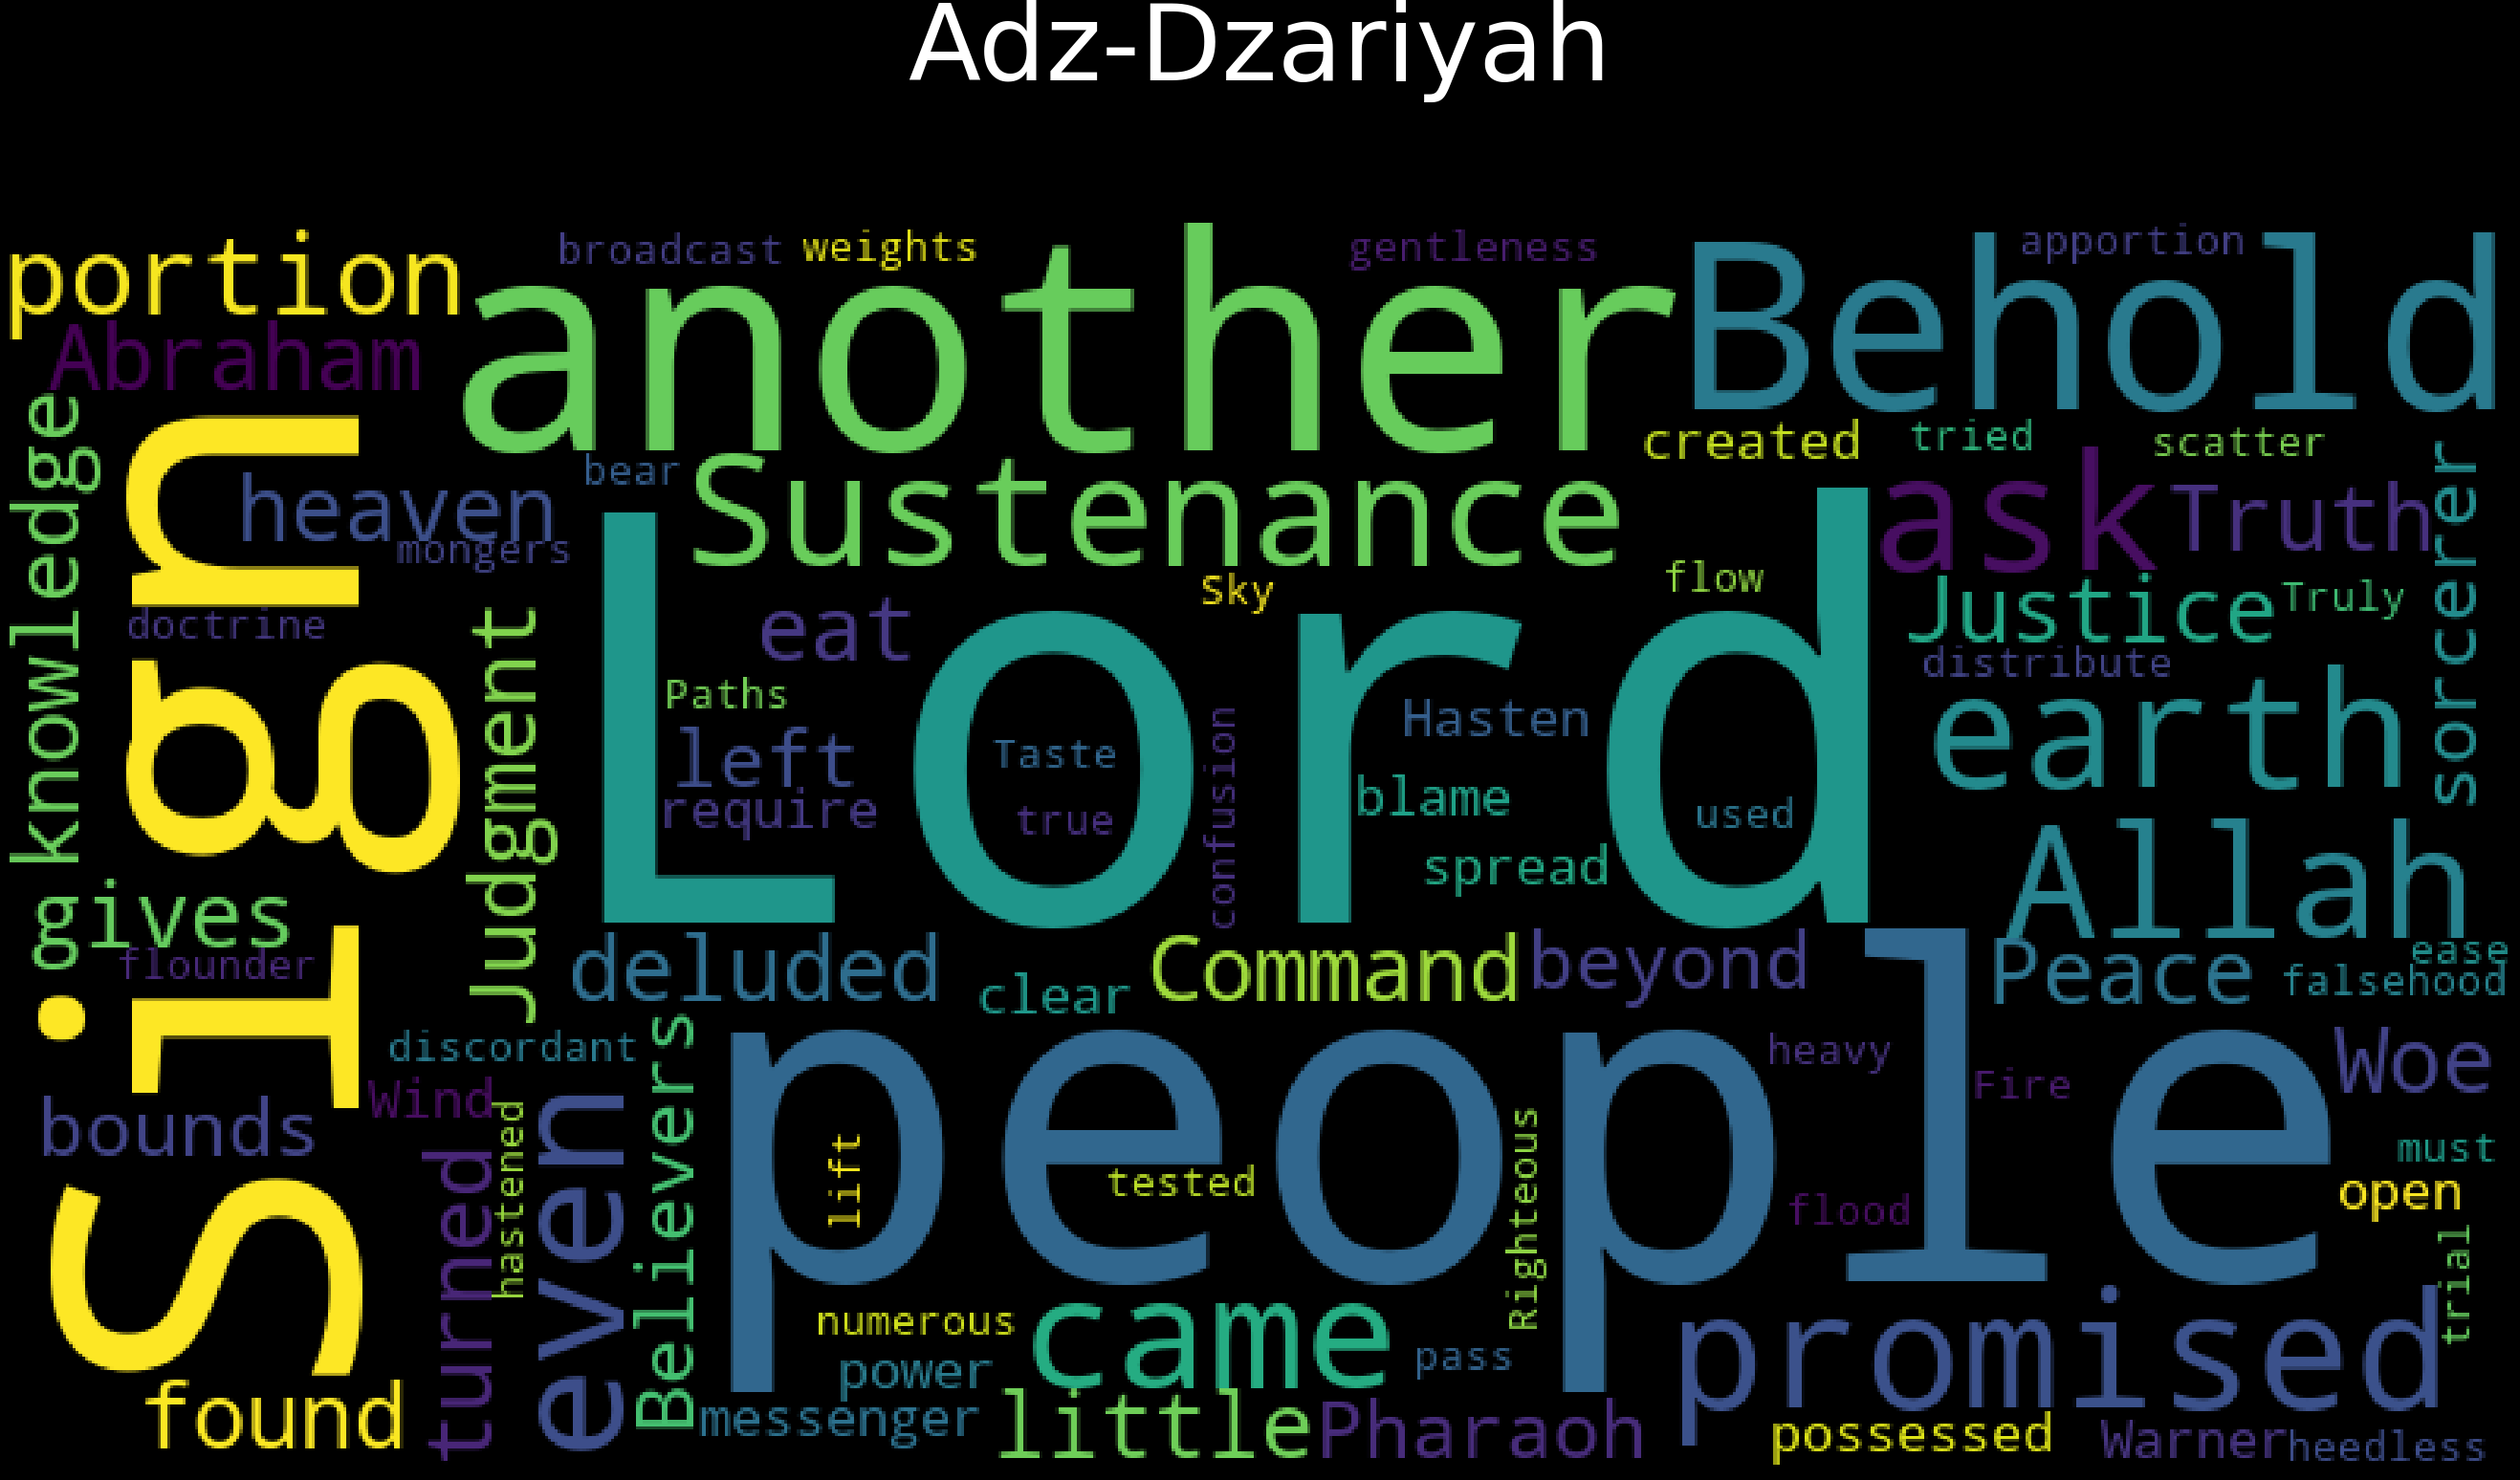 Adz-Dzariyah
portion
broadcast
weights
another
gentleness
Behold
apportion
Abraham
knowledge
Sign
heaven
mongers
bear
Sustenance
created
tried
scatter
ask
Truth
sorcerer
doctrine
Judgment
Lord
eat
Sky
flow
Justice
Truly
distribute
Paths
left
require
Taste
true
confusion
Hasten
blame
spread
used
earth
Allah
gives
flounder
deluded
clear
Command
beyond
Peace
ease
falsehood
discordant
Believers
people
heavy
Fire
Woe
Wind
bounds
turned
hastened
even
lift
tested
Righteous
flood
must
open
trial
found
numerous
came
pass
promised
power
messenger
little
Pharaoh
possessed
Warner
heedless